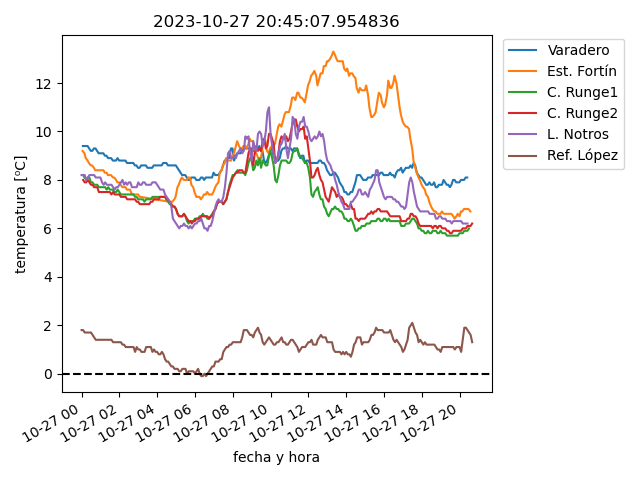 2023-10-27 20:45:07.954836
temperatura [ºC]
12
10
8
6
4
2
0
10-27 00
10-27 02
10-27 04
10-27 06
10-27 08
10-27 10
10-27 12
10-27 14
10-27 16
10-27 18
10-27 20
fecha y hora
Varadero
Est. Fortín
C. Runge1
C. Runge2
L. Notros
Ref. López